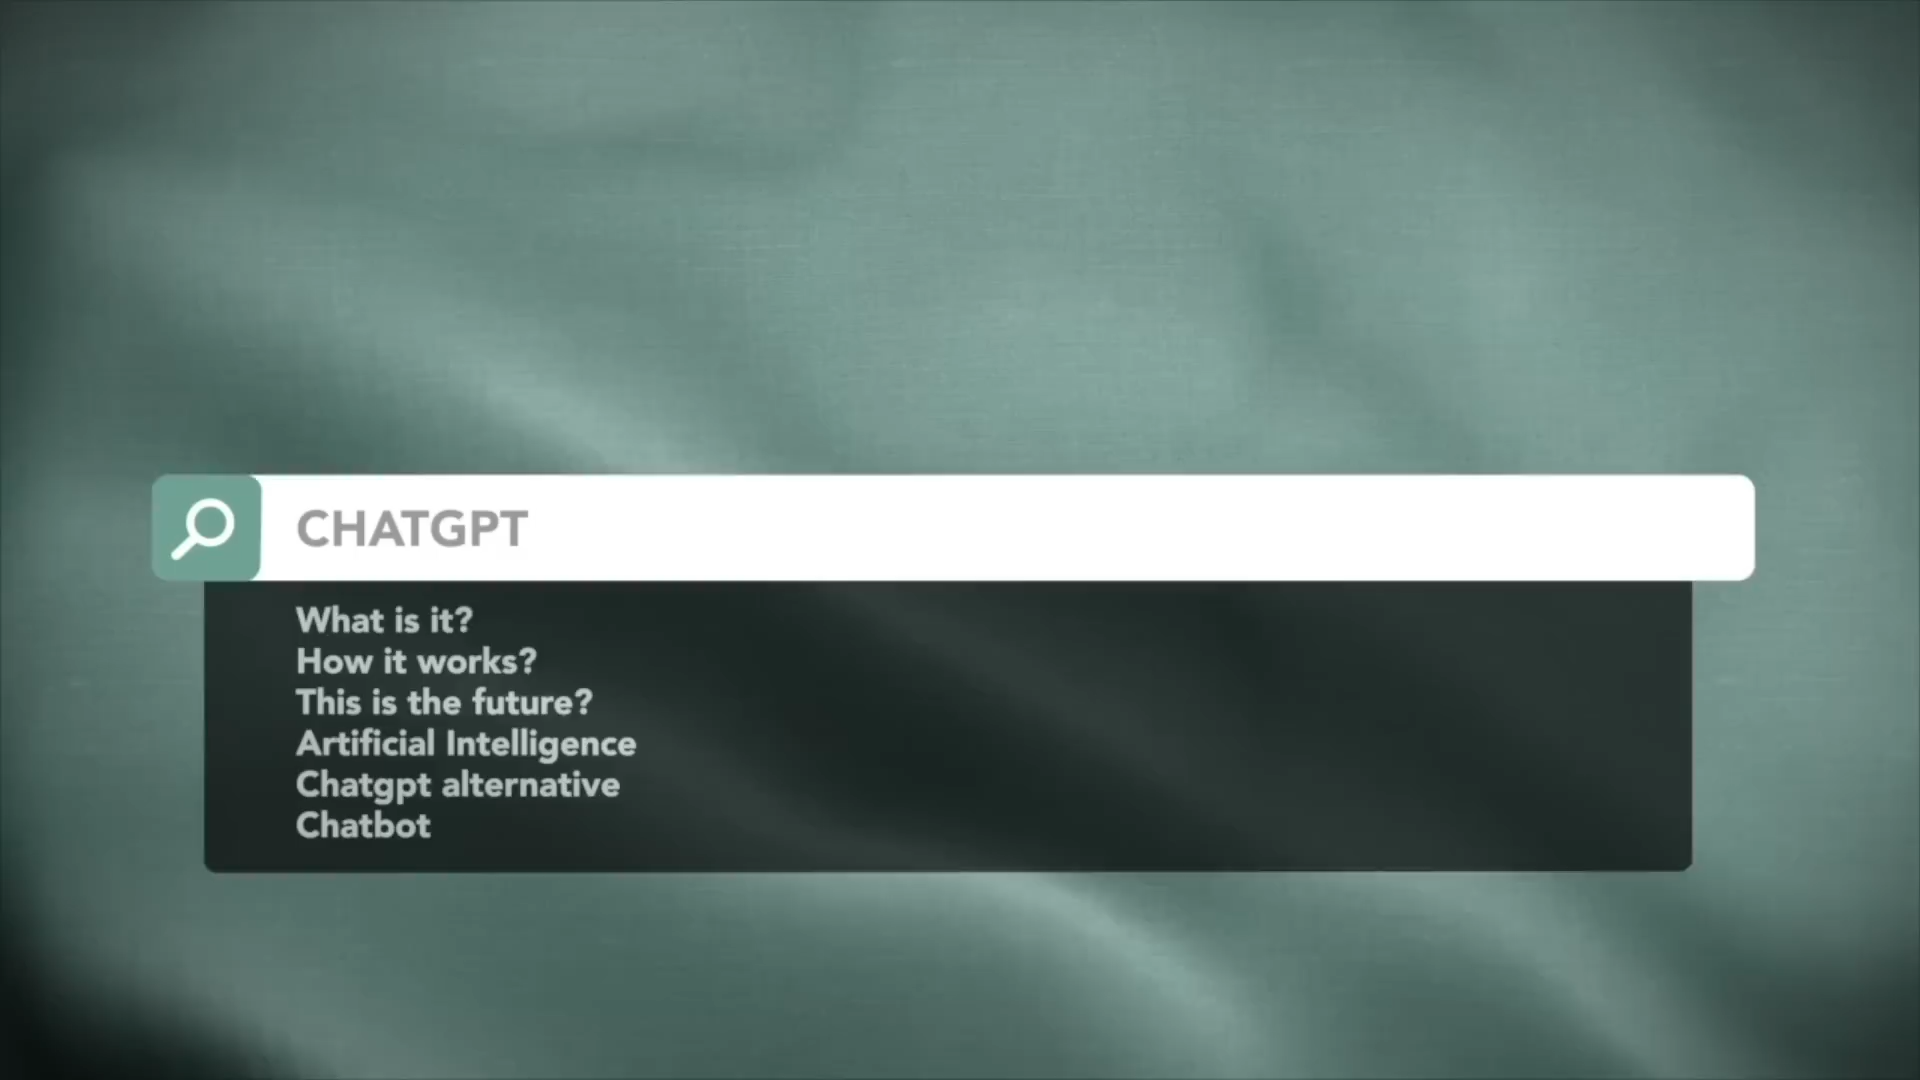 CHATGPT
What is it?
How it works?
This is the future?
Artificial Intelligence
Chatgpt alternative
Chatbot